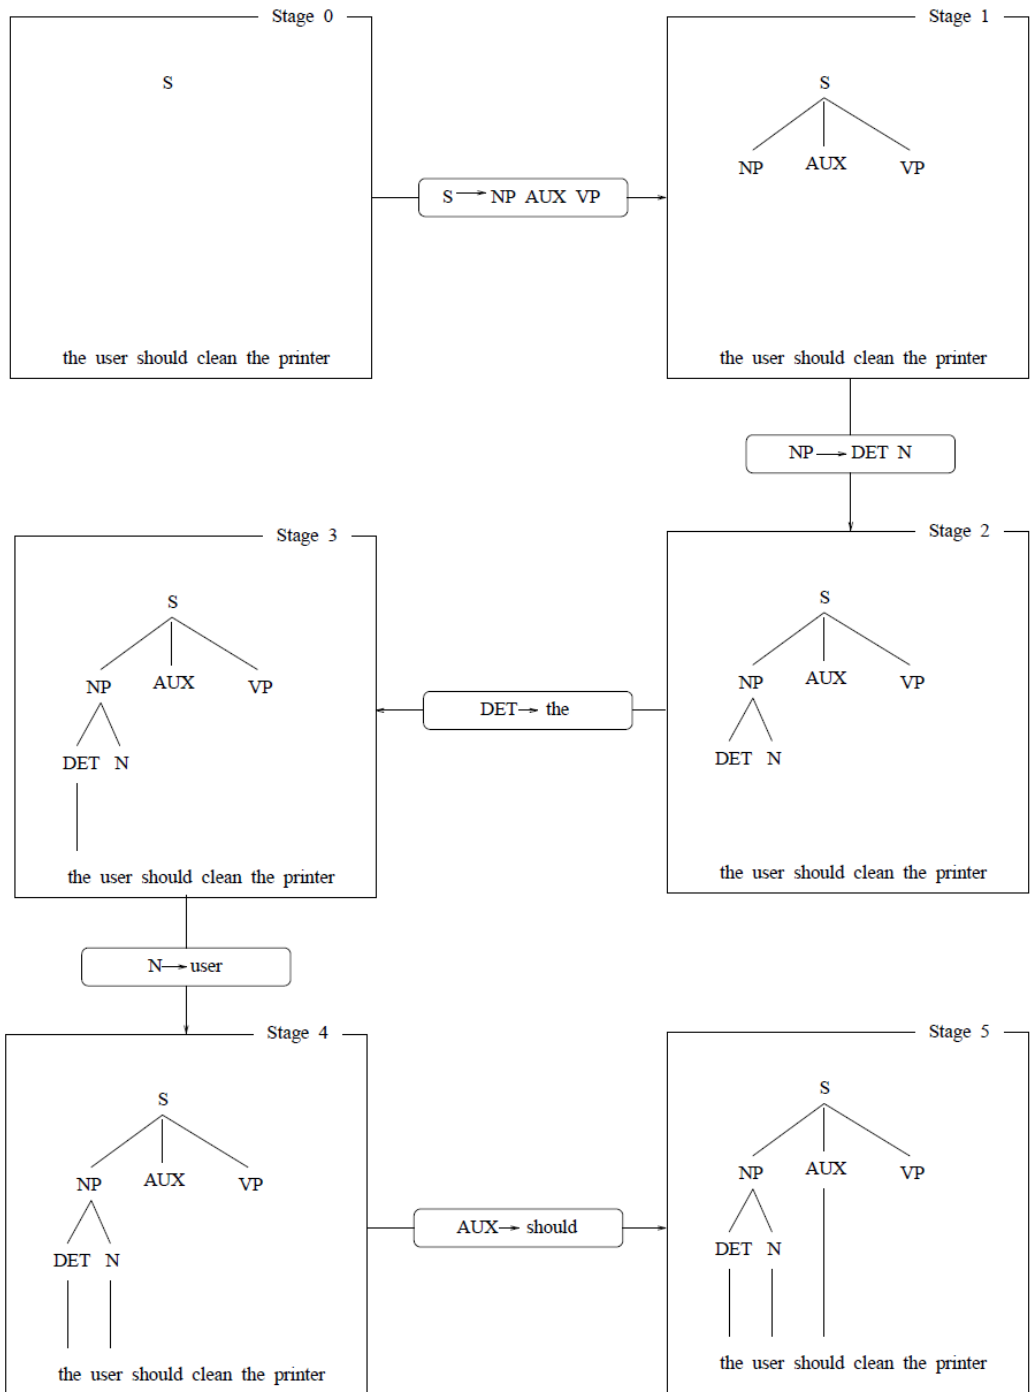 Stage 0
S
the user should clean the printer
S → NP AUX VP
Stage 1
S
NP AUX VP
the user should clean the printer
NP → DET N
Stage 2
S
NP AUX VP
DET N
the user should clean the printer
DET → the
Stage 3
S
NP AUX VP
DET N
the user should clean the printer
N → user
Stage 4
S
NP AUX VP
DET N
the user should clean the printer
AUX → should
Stage 5
S
NP AUX VP
DET N
the user should clean the printer